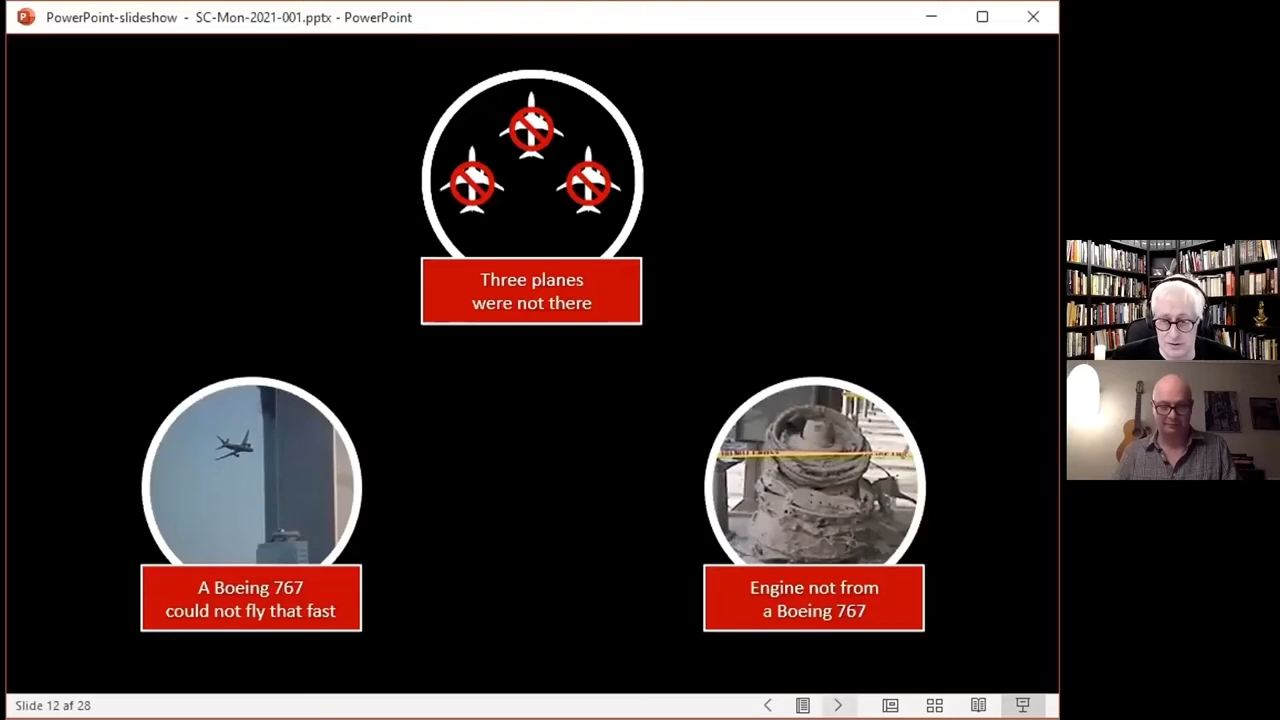 PowerPoint-slideshow - SC-Mon-2021-001.pptx - PowerPoint
Three planes
were not there
A Boeing 767
could not fly that fast
Engine not from
a Boeing 767
Slide 12 af 28